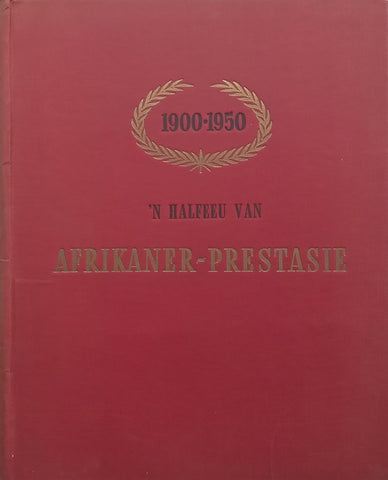 1900-1950
'N HALFEEU VAN
AFRIKANER-PRESTASIE